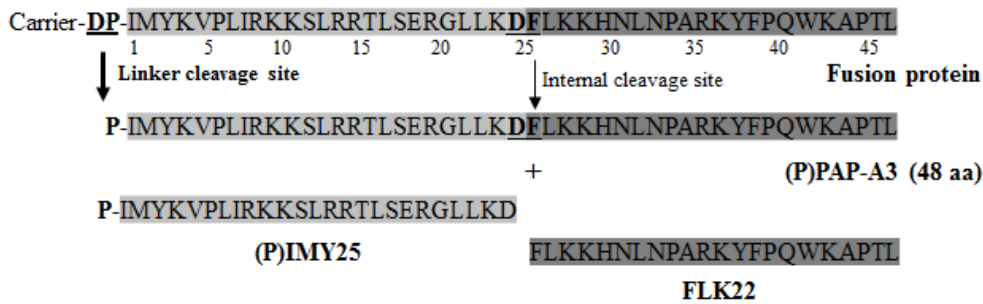 Carrier-DP-IMYKVPLIRKKSLRRTLSERGLLKDFLKKHNLNPARKYFPQWKAPTL
1 5 10 15 20 25 30 35 40 45
Linker cleavage site Internal cleavage site Fusion protein
P-IMYKVPLIRKKSLRRTLSERGLLKDFLKKHNLNPARKYFPQWKAPTL
+ (P)PAP-A3 (48 aa)
P-IMYKVPLIRKKSLRRTLSERGLLKD
(P)IMY25
FLKKHNLNPARKYFPQWKAPTL
FLK22